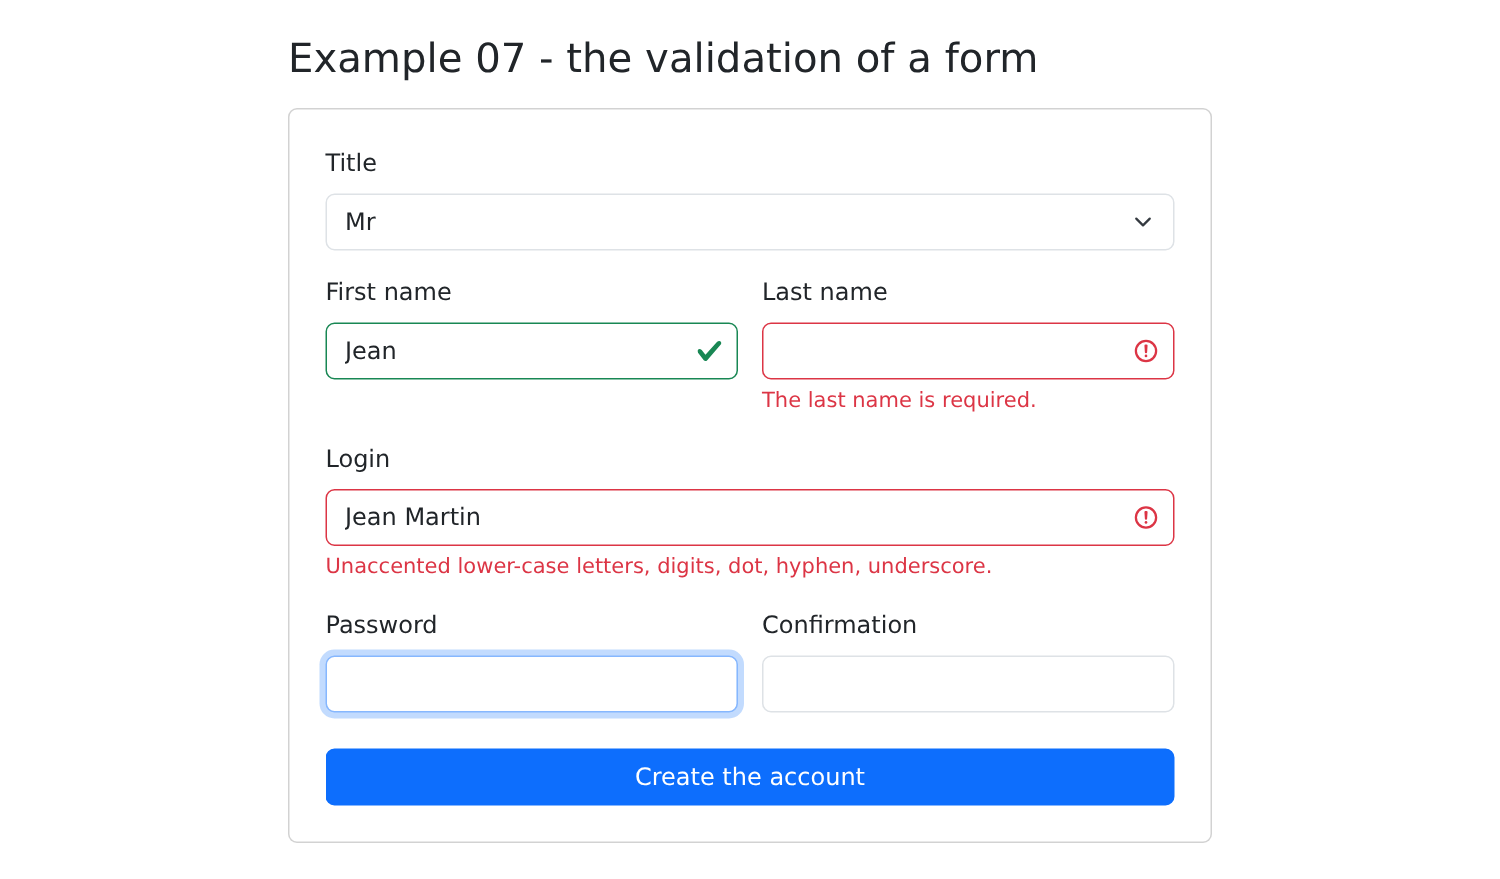 Example 07 - the validation of a form
Title
Mr
First name
Last name
Jean
The last name is required.
Login
Jean Martin
Unaccented lower-case letters, digits, dot, hyphen, underscore.
Password
Confirmation
Create the account